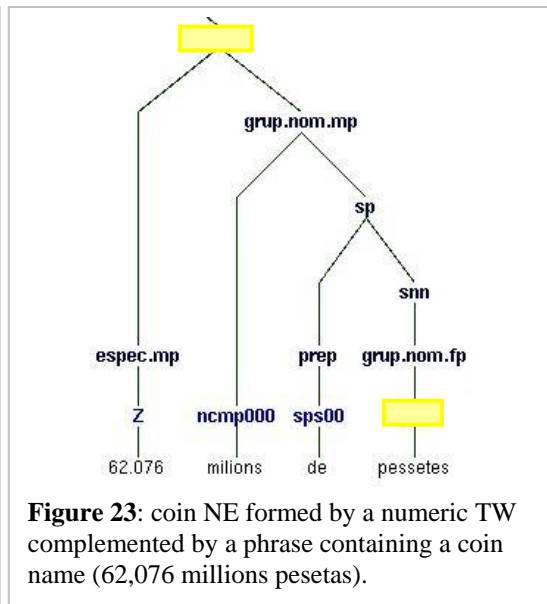 grup.nom.mp
sp
snn
espec.mp prep grup.nom.fp
Z ncmp000 sps00
62.076 milions de pessetes
Figure 23: coin NE formed by a numeric TW
complemented by a phrase containing a coin
name (62,076 millions pesetas).